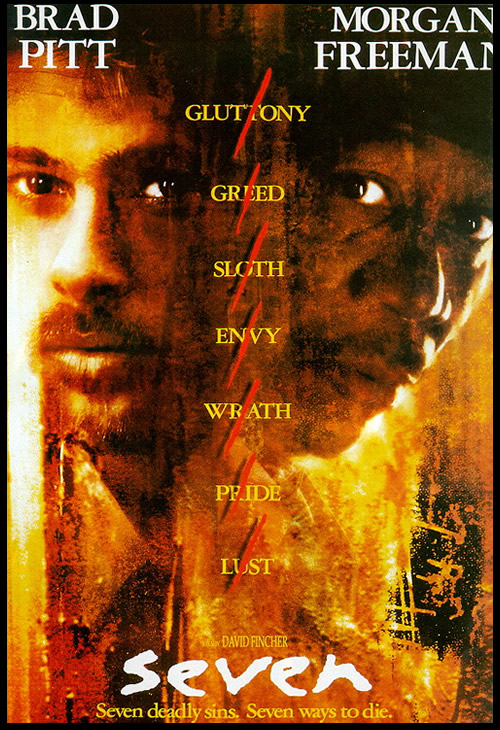 BRAD
PITT
MORGAN
FREEMAN
GLUTTONY
GREED
SLOTH
ENVY
WRATH
PRIDE
LUST
DAVID FINCHER
seven
Seven deadly sins. Seven ways to die.